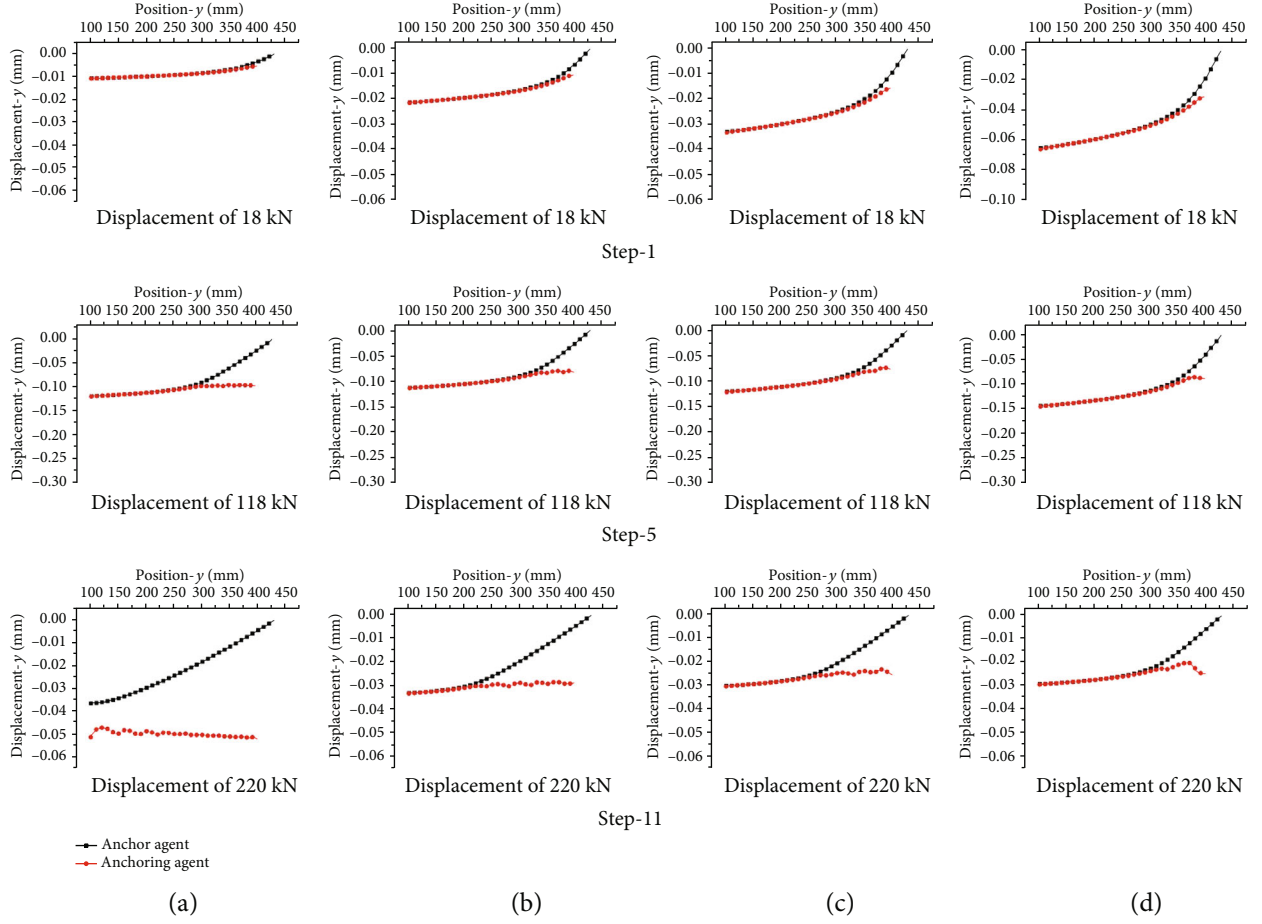 Position-y (mm) Position-y (mm) Position-y (mm) Position-y (mm)
100 150 200 250 300 350 400 450 100 150 200 250 300 350 400 450 100 150 200 250 300 350 400 450 100 150 200 250 300 350 400 450
Displacement-y (mm)
0.00
–0.01
–0.02
–0.03
–0.04
–0.05
–0.06
Displacement of 18 kN
Displacement-y (mm)
0.00
–0.01
–0.02
–0.03
–0.04
–0.05
–0.06
Displacement of 18 kN
Displacement-y (mm)
0.00
–0.01
–0.02
–0.03
–0.04
–0.05
–0.06
Displacement of 18 kN
Displacement-y (mm)
0.00
–0.02
–0.04
–0.06
–0.08
–0.10
Displacement of 18 kN
Step-1
Position-y (mm) Position-y (mm) Position-y (mm) Position-y (mm)
100 150 200 250 300 350 400 450 100 150 200 250 300 350 400 450 100 150 200 250 300 350 400 450 100 150 200 250 300 350 400 450
Displacement-y (mm)
0.00
–0.05
–0.10
–0.15
–0.20
–0.25
–0.30
Displacement of 118 kN
Displacement-y (mm)
0.00
–0.05
–0.10
–0.15
–0.20
–0.25
–0.30
Displacement of 118 kN
Displacement-y (mm)
0.00
–0.05
–0.10
–0.15
–0.20
–0.25
–0.30
Displacement of 118 kN
Displacement-y (mm)
0.00
–0.05
–0.10
–0.15
–0.20
–0.25
–0.30
Displacement of 118 kN
Step-5
Position-y (mm) Position-y (mm) Position-y (mm) Position-y (mm)
100 150 200 250 300 350 400 450 100 150 200 250 300 350 400 450 100 150 200 250 300 350 400 450 100 150 200 250 300 350 400 450
Displacement-y (mm)
0.00
–0.01
–0.02
–0.03
–0.04
–0.05
–0.06
Displacement of 220 kN
Displacement-y (mm)
0.00
–0.01
–0.02
–0.03
–0.04
–0.05
–0.06
Displacement of 220 kN
Displacement-y (mm)
0.00
–0.01
–0.02
–0.03
–0.04
–0.05
–0.06
Displacement of 220 kN
Displacement-y (mm)
0.00
–0.01
–0.02
–0.03
–0.04
–0.05
–0.06
Displacement of 220 kN
Step-11
Anchor agent
Anchoring agent
(a) (b) (c) (d)